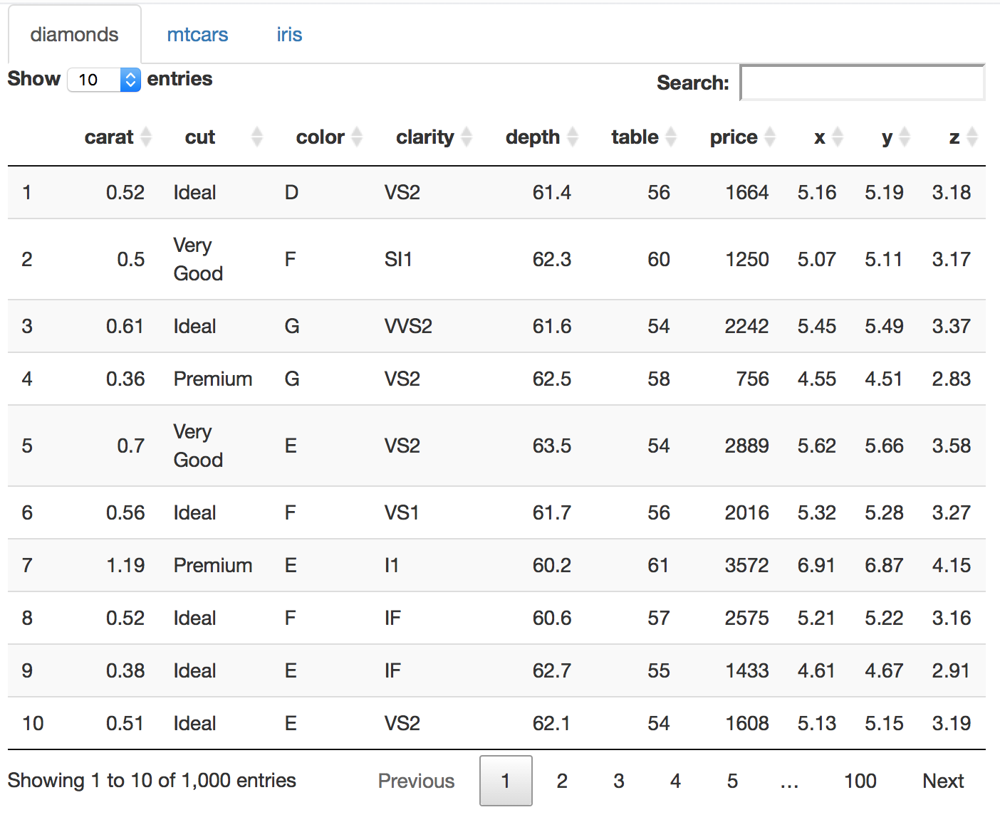 diamonds mtcars iris
Show 10 entries Search:
carat cut color clarity depth table price x y z
1 0.52 Ideal D VS2 61.4 56 1664 5.16 5.19 3.18
2 0.5 Very Good F SI1 62.3 60 1250 5.07 5.11 3.17
3 0.61 Ideal G VVS2 61.6 54 2242 5.45 5.49 3.37
4 0.36 Premium G VS2 62.5 58 756 4.55 4.51 2.83
5 0.7 Very Good E VS2 63.5 54 2889 5.62 5.66 3.58
6 0.56 Ideal F VS1 61.7 56 2016 5.32 5.28 3.27
7 1.19 Premium E I1 60.2 61 3572 6.91 6.87 4.15
8 0.52 Ideal F IF 60.6 57 2575 5.21 5.22 3.16
9 0.38 Ideal E IF 62.7 55 1433 4.61 4.67 2.91
10 0.51 Ideal E VS2 62.1 54 1608 5.13 5.15 3.19
Showing 1 to 10 of 1,000 entries Previous 1 2 3 4 5 … 100 Next